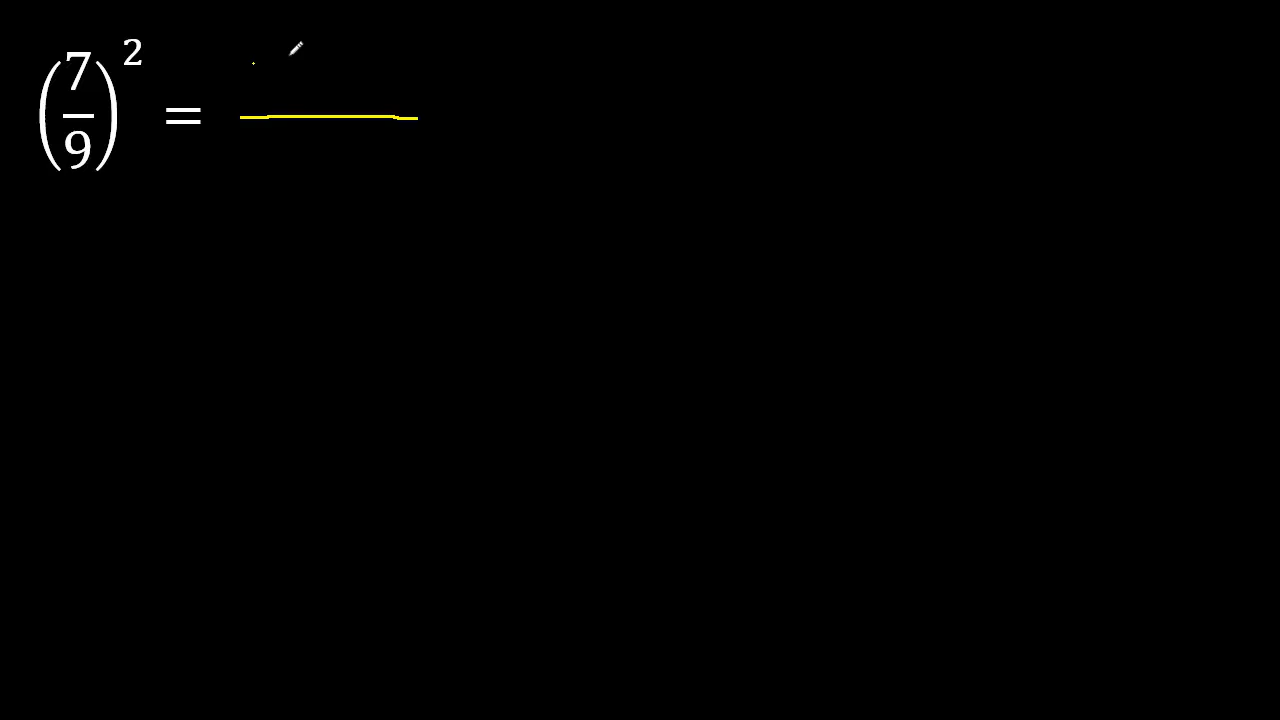 (7/9)² =